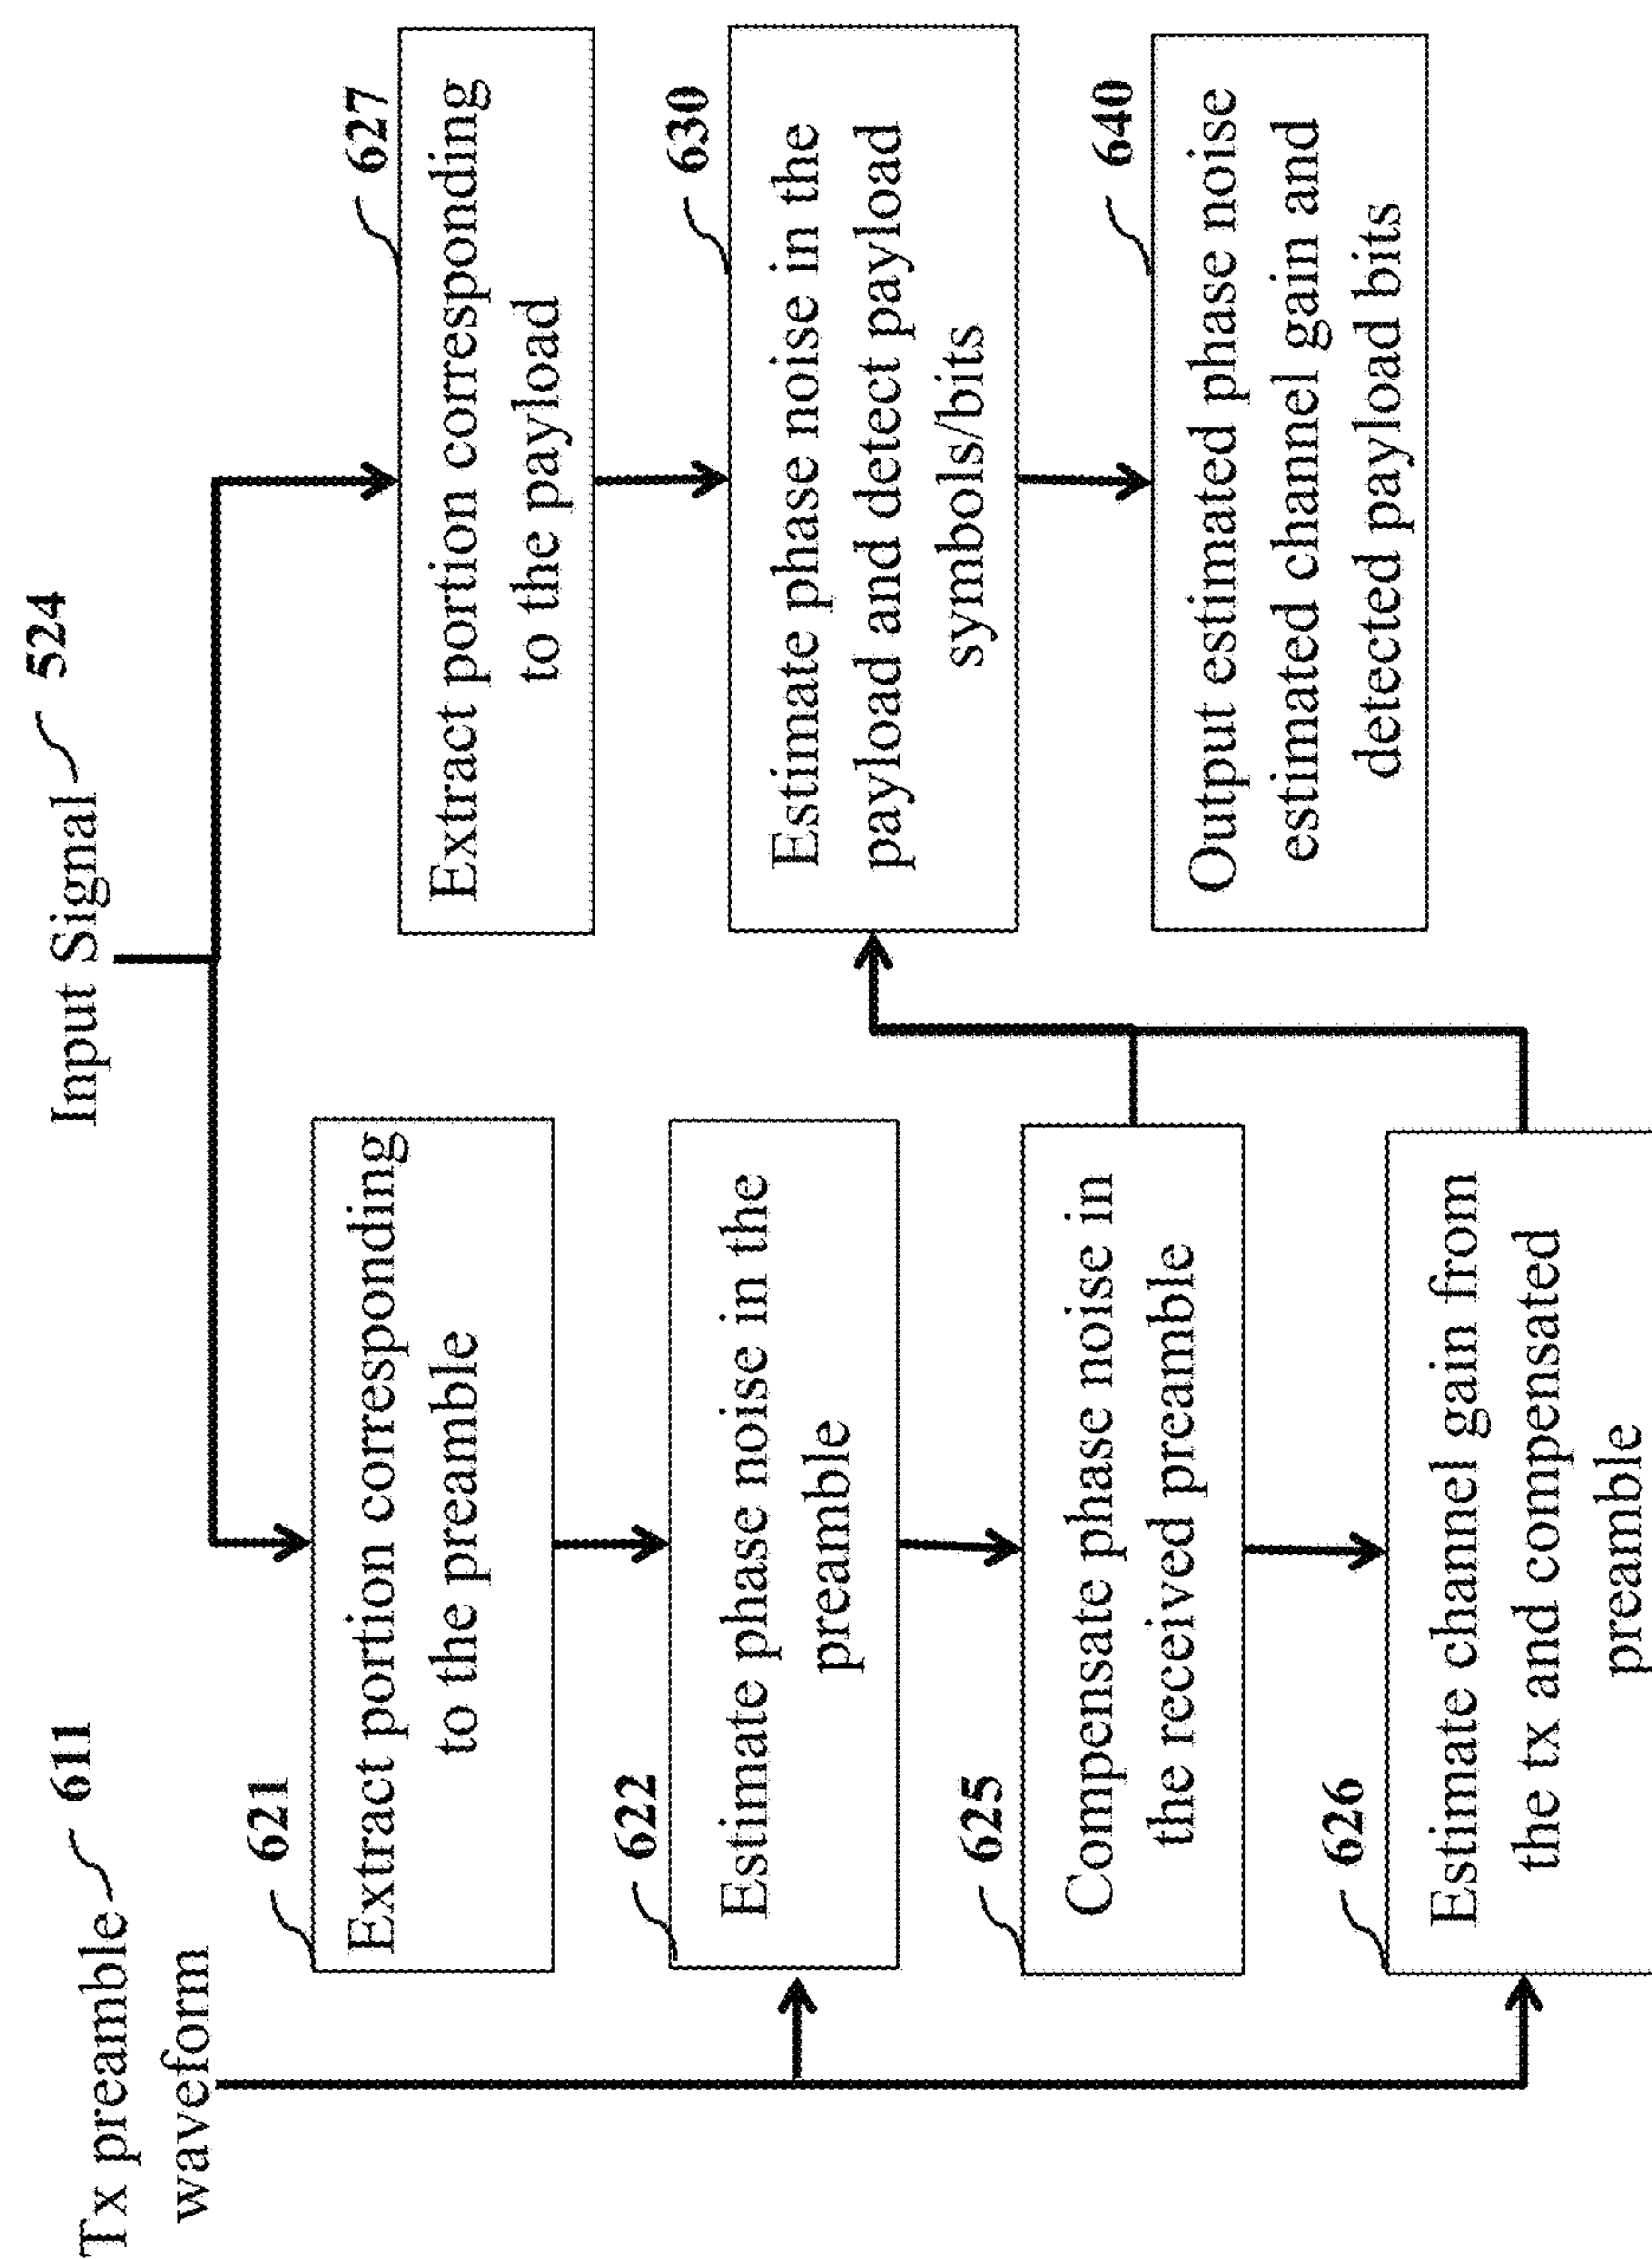 Tx preamble 611
waveform
Input Signal 524
621
Extract portion corresponding
to the preamble
622
Estimate phase noise in the
preamble
625
Compensate phase noise in
the received preamble
626
Estimate channel gain from
the tx and compensated
preamble
627
Extract portion corresponding
to the payload
630
Estimate phase noise in the
payload and detect payload
symbols/bits
640
Output estimated phase noise
estimated channel gain and
detected payload bits